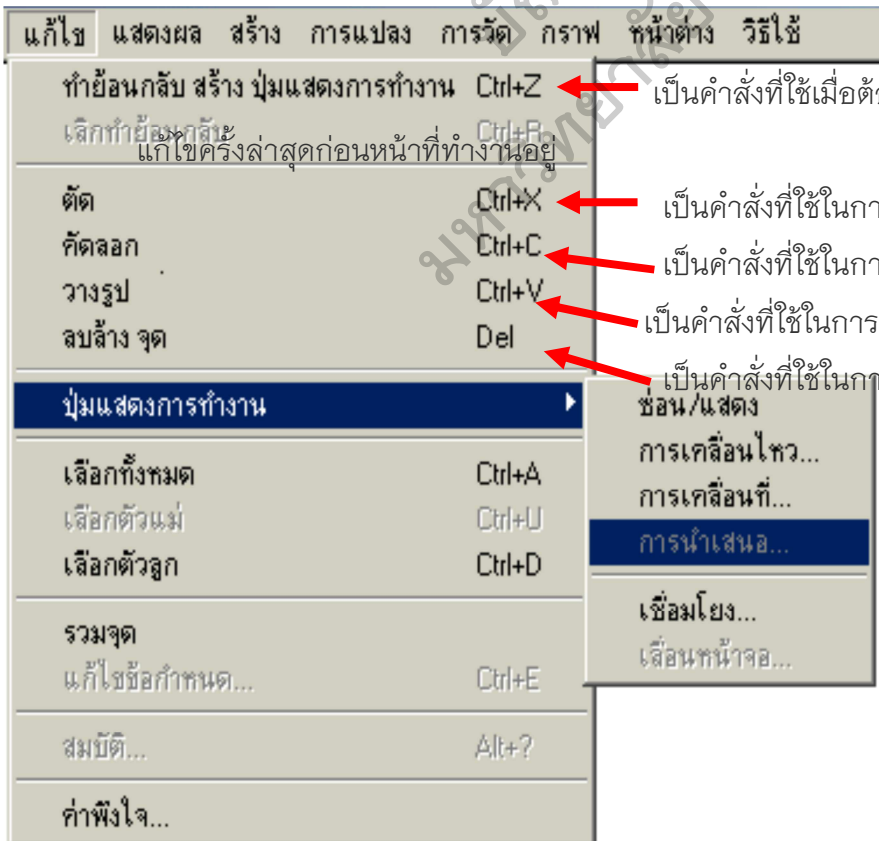 แก้ไข แสดงผล สร้าง การแปลง การวัด กราฟ หน้าต่าง วิธีใช้
ทำย้อนกลับ สร้าง ปุ่มแสดงการทำงาน Ctrl+Z
เป็นคำสั่งที่ใช้เมื่อต้
เลิกทำย้อนกลับ Ctrl+R
แก้ไขครั้งล่าสุดก่อนหน้าที่ทำงานอยู่
ตัด Ctrl+X
เป็นคำสั่งที่ใช้ในกา
คัดลอก Ctrl+C
เป็นคำสั่งที่ใช้ในกา
วางรูป Ctrl+V
เป็นคำสั่งที่ใช้ในการ
ลบล้าง จุด Del
เป็นคำสั่งที่ใช้ในกา
ปุ่มแสดงการทำงาน
ซ่อน/แสดง
การเคลื่อนไหว...
การเคลื่อนที่...
การนำเสนอ...
เชื่อมโยง...
เลื่อนหน้าจอ...
เลือกทั้งหมด Ctrl+A
เลือกตัวแม่ Ctrl+U
เลือกตัวลูก Ctrl+D
รวมจุด
แก้ไขข้อกำหนด... Ctrl+E
สมบัติ... Alt+?
ค่าพึงใจ...
มหาวิทยาลัย